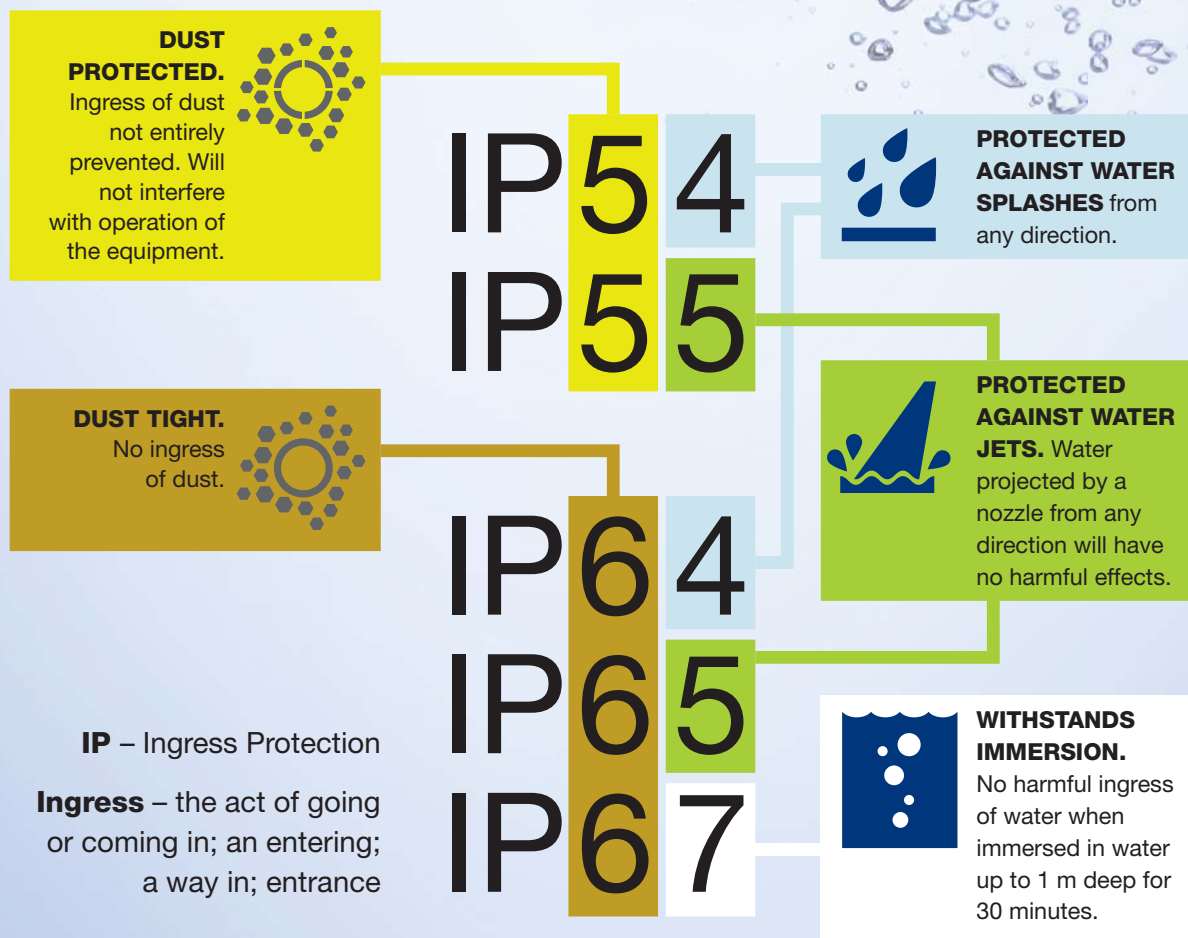 DUST
PROTECTED.
Ingress of dust
not entirely
prevented. Will
not interfere
with operation of
the equipment.
IP54
PROTECTED
AGAINST WATER
SPLASHES from
any direction.
IP55
DUST TIGHT.
No ingress
of dust.
PROTECTED
AGAINST WATER
JETS. Water
projected by a
nozzle from any
direction will have
no harmful effects.
IP64
IP65
IP67
IP – Ingress Protection
Ingress – the act of going
or coming in; an entering;
a way in; entrance
WITHSTANDS
IMMERSION.
No harmful ingress
of water when
immersed in water
up to 1 m deep for
30 minutes.